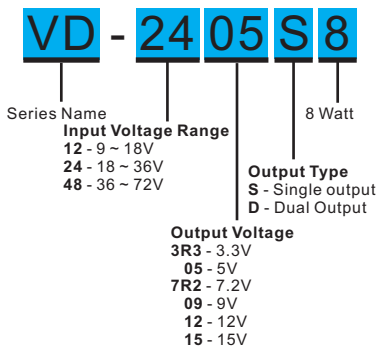 VD - 24 05 S 8
Series Name
8 Watt
Input Voltage Range
12 - 9 ~ 18V
24 - 18 ~ 36V
48 - 36 ~ 72V
Output Type
S - Single output
D - Dual Output
Output Voltage
3R3 - 3.3V
05 - 5V
7R2 - 7.2V
09 - 9V
12 - 12V
15 - 15V